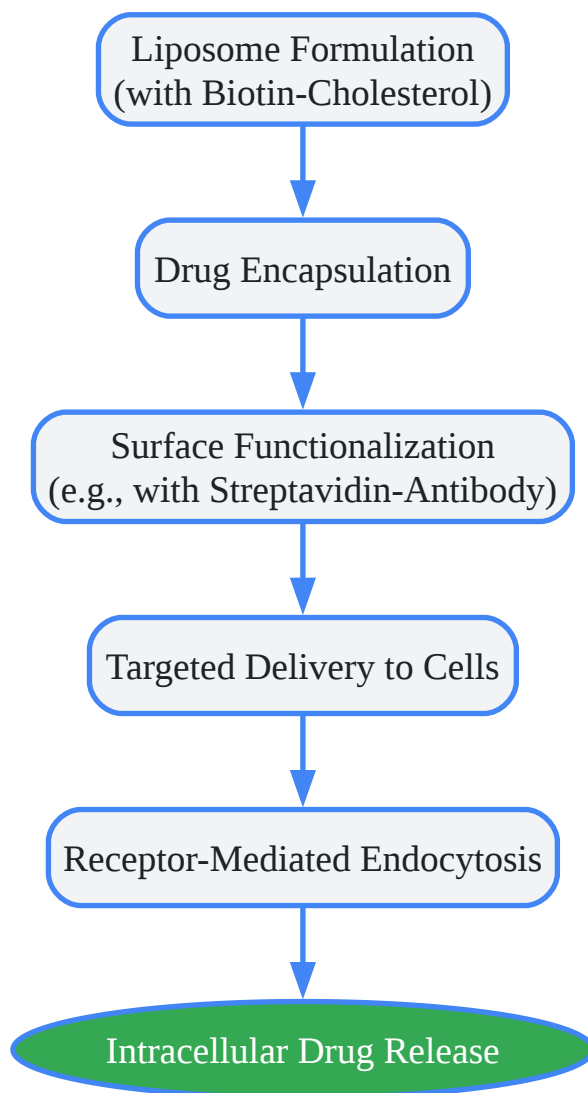 Liposome Formulation
(with Biotin-Cholesterol)
Drug Encapsulation
Surface Functionalization
(e.g., with Streptavidin-Antibody)
Targeted Delivery to Cells
Receptor-Mediated Endocytosis
Intracellular Drug Release